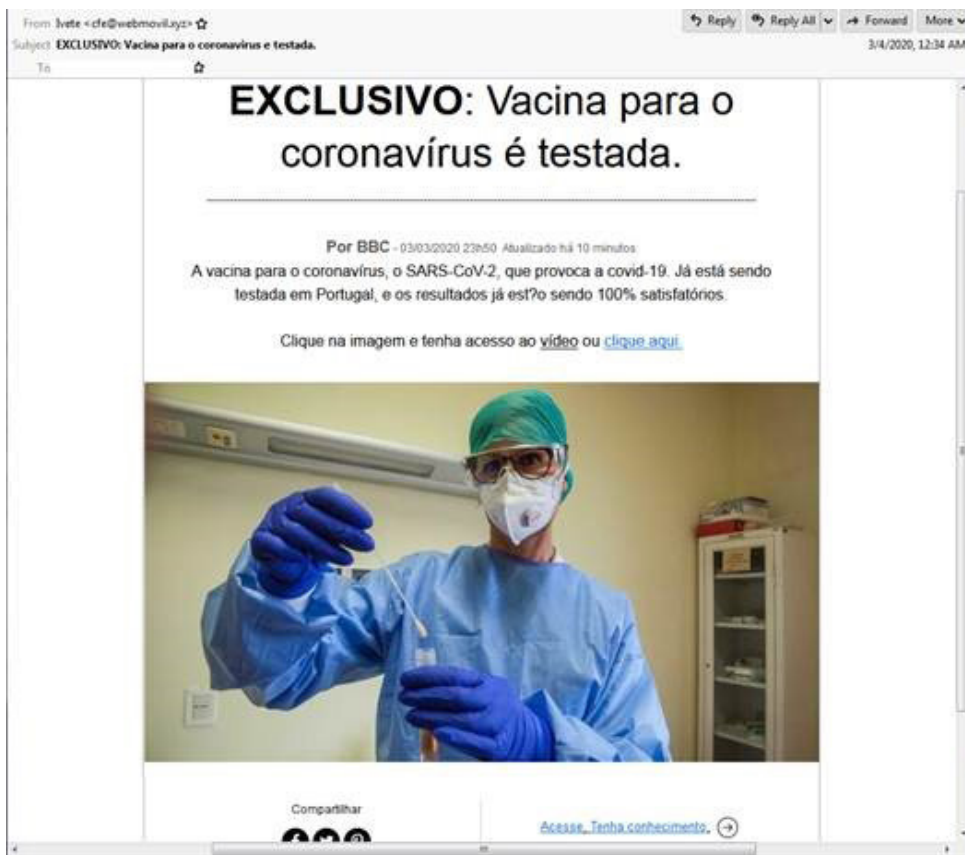 From Ivete <cfe@webmovil.xyz>
Reply Reply All Forward More
Subject EXCLUSIVO: Vacina para o coronavirus e testada.
3/4/2020, 12:34 AM
To
EXCLUSIVO: Vacina para o
coronavírus é testada.
Por BBC - 03/03/2020 23h50 Atualizado há 10 minutos
A vacina para o coronavírus, o SARS-CoV-2, que provoca a covid-19. Já está sendo
testada em Portugal, e os resultados já est?o sendo 100% satisfatórios.
Clique na imagem e tenha acesso ao vídeo ou clique aqui.
Compartilhar
Acesse, Tenha conhecimento,